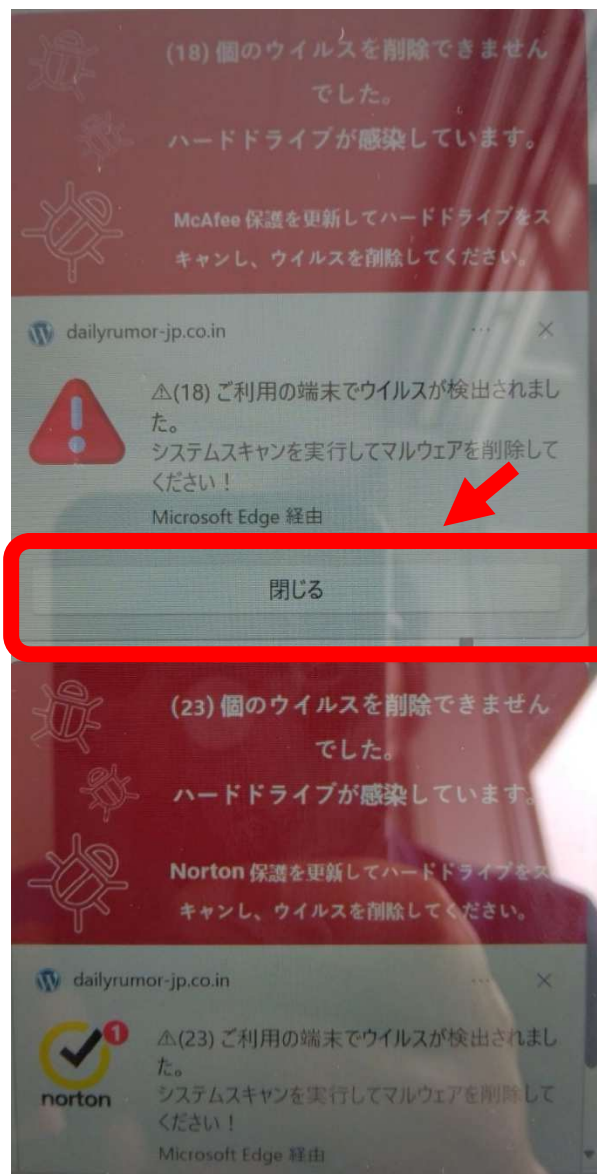 (18) 個のウイルスを削除できません
でした。
ハードドライブが感染しています。
McAfee 保護を更新してハードドライブをス
キャンし、ウイルスを削除してください。
dailyrumor-jp.co.in
⚠(18) ご利用の端末でウイルスが検出されまし
た。
システムスキャンを実行してマルウェアを削除して
ください！
Microsoft Edge 経由
閉じる
(23) 個のウイルスを削除できません
でした。
ハードドライブが感染しています。
Norton 保護を更新してハードドライブをス
キャンし、ウイルスを削除してください。
dailyrumor-jp.co.in
1
norton
⚠(23) ご利用の端末でウイルスが検出されまし
た。
システムスキャンを実行してマルウェアを削除して
ください！
Microsoft Edge 経由